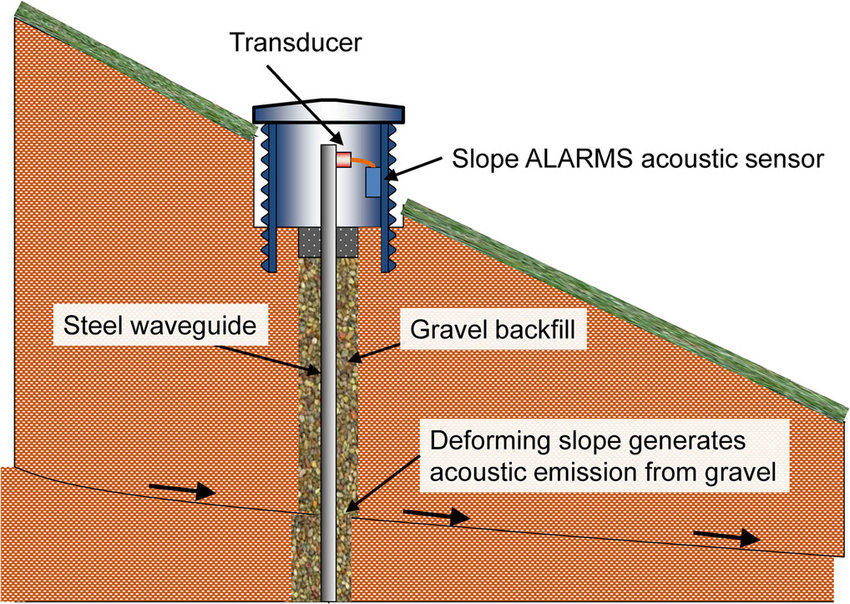 Transducer
Slope ALARMS acoustic sensor
Steel waveguide
Gravel backfill
Deforming slope generates
acoustic emission from gravel